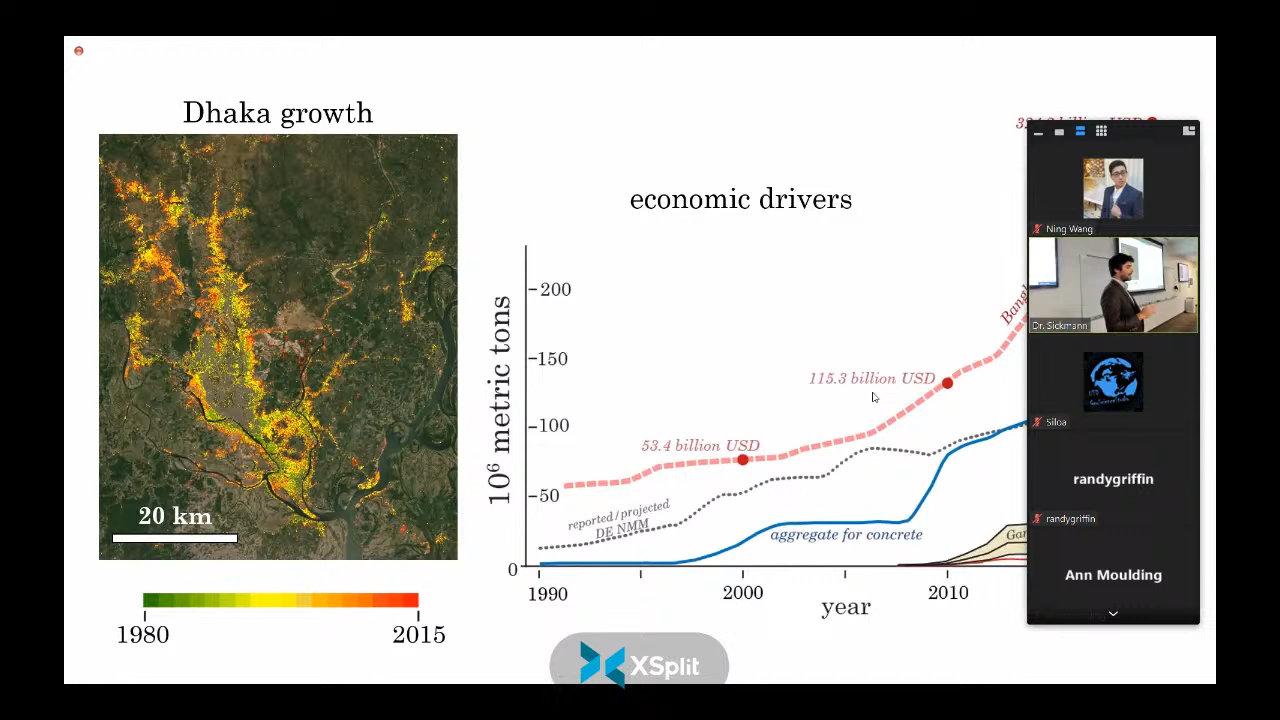 Dhaka growth
20 km
1980
2015
economic drivers
10⁶ metric tons
200
150
100
50
0
53.4 billion USD
115.3 billion USD
billion USD
reported/projected
DE NMM
aggregate for concrete
1990
2000
2010
year
Ning Wang
Dr. Sickmann
Siloa
randygriffin
randygriffin
Ann Moulding
XSplit